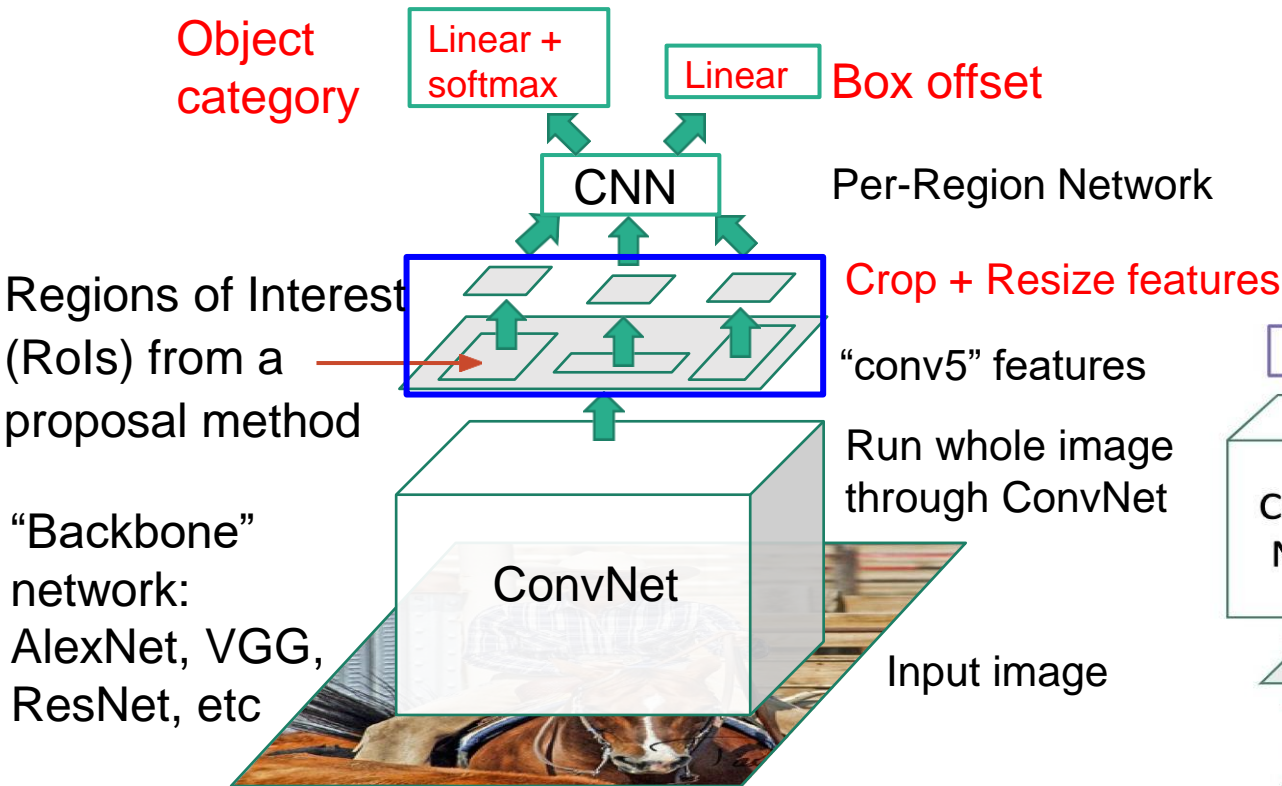 Object
category
Linear +
softmax
Linear
Box offset
CNN
Per-Region Network
Regions of Interest
(RoIs) from a
proposal method
Crop + Resize features
“conv5” features
Run whole image
through ConvNet
“Backbone”
network:
AlexNet, VGG,
ResNet, etc
ConvNet
Input image